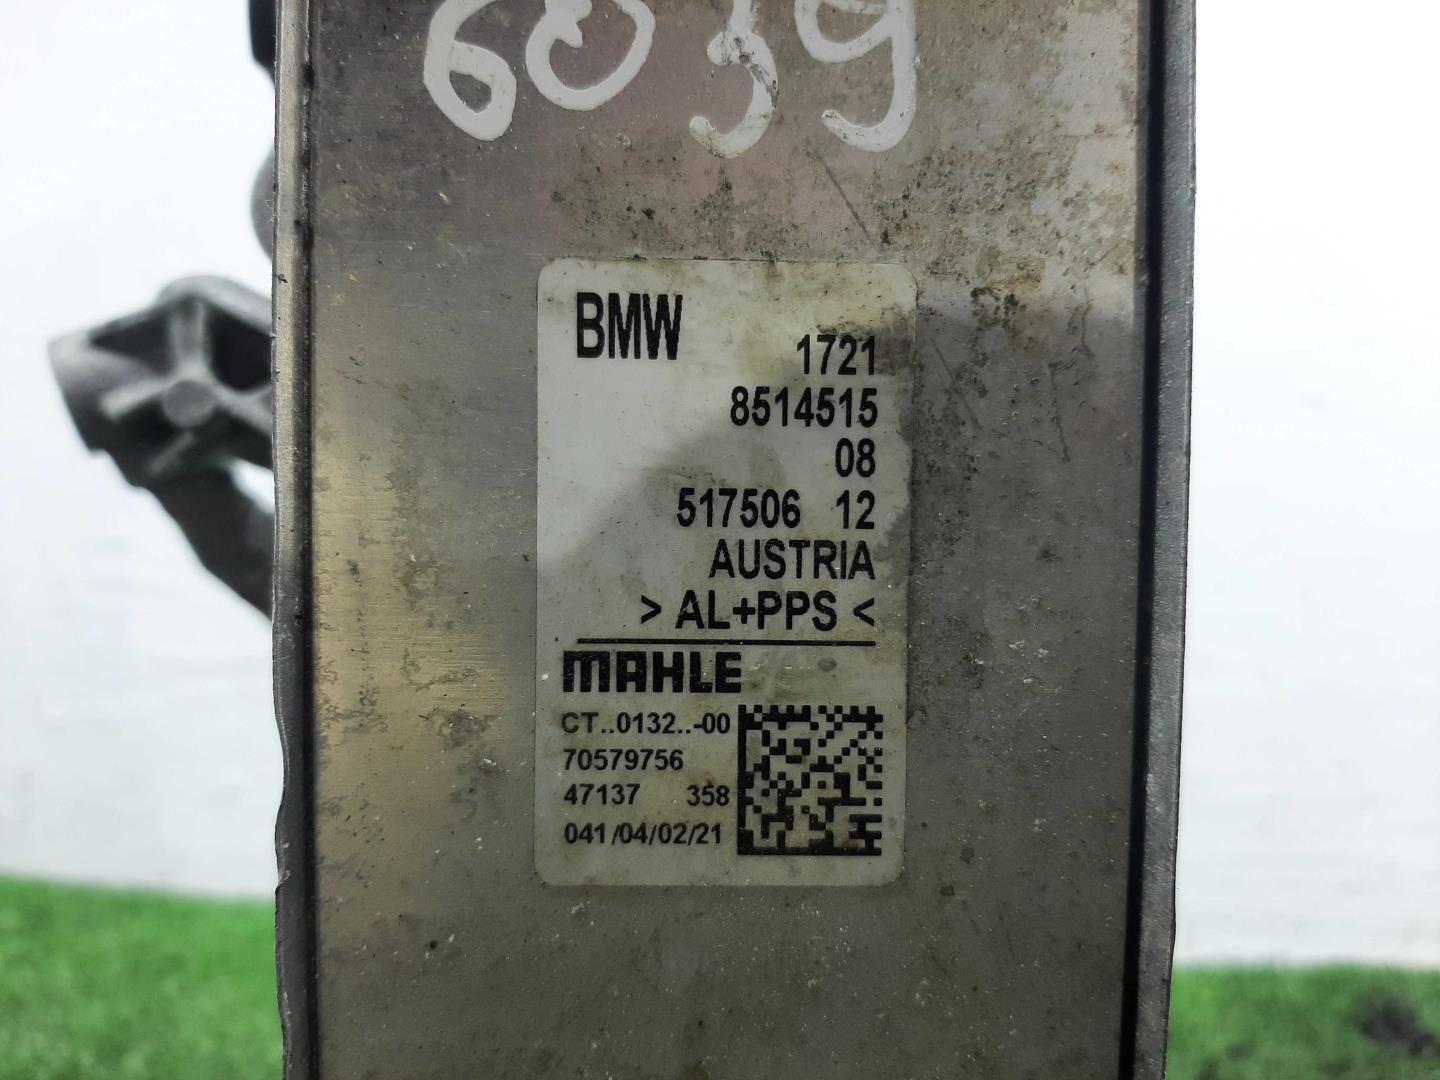 6039
BMW
1721
8514515
08
517506 12
AUSTRIA
> AL+PPS <
MAHLE
CT..0132..-00
70579756
47137 358
041/04/02/21